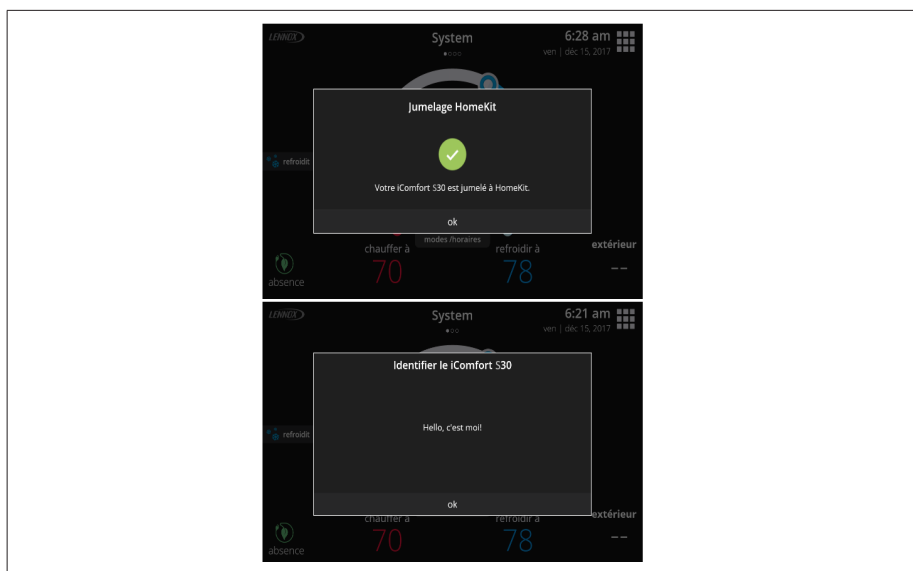 LENNOX
System
6:28 am
ven | déc 15, 2017
Jumelage HomeKit
refroidit
Votre iComfort S30 est jumelé à HomeKit.
ok
modes /horaires
chauffer à
refroidir à
extérieur
absence
70
78
--
LENNOX
System
6:21 am
ven | déc 15, 2017
Identifier le iComfort S30
refroidit
Hello, c'est moi!
ok
chauffer à
refroidir à
extérieur
absence
70
78
--